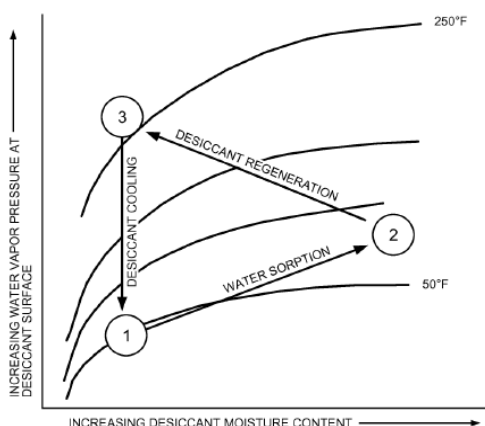 250°F
3
DESICCANT REGENERATION
DESICCANT COOLING
INCREASING WATER VAPOR PRESSURE AT
DESICCANT SURFACE
2
WATER SORPTION
50°F
1
INCREASING DESICCANT MOISTURE CONTENT